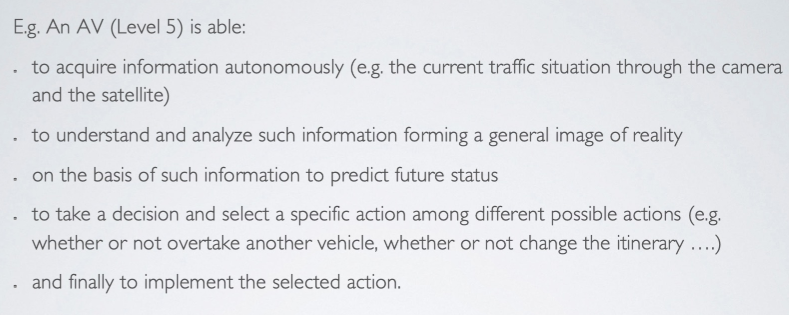 E.g. An AV (Level 5) is able:
. to acquire information autonomously (e.g. the current traffic situation through the camera
and the satellite)
. to understand and analyze such information forming a general image of reality
. on the basis of such information to predict future status
. to take a decision and select a specific action among different possible actions (e.g.
whether or not overtake another vehicle, whether or not change the itinerary ....)
. and finally to implement the selected action.